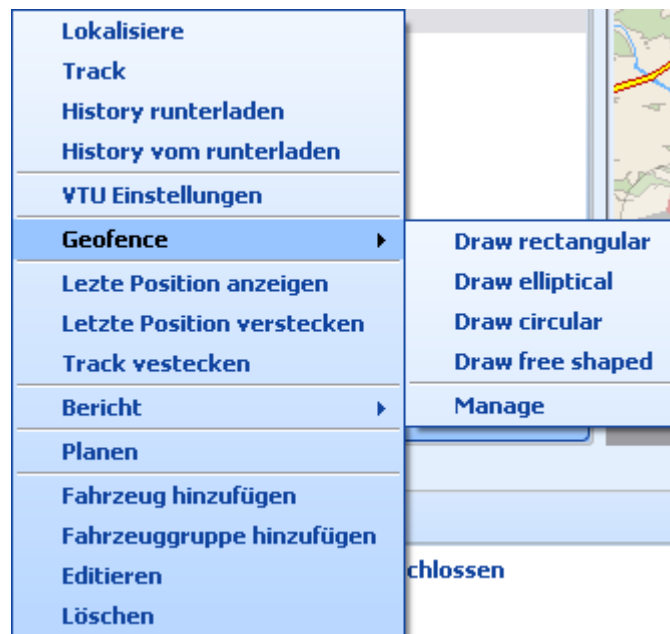 Lokalisiere
Track
History runterladen
History vom runterladen
VTU Einstellungen
Geofence
Lezte Position anzeigen
Letzte Position verstecken
Track vestecken
Bericht
Planen
Fahrzeug hinzufügen
Fahrzeuggruppe hinzufügen
Editieren
Löschen
Draw rectangular
Draw elliptical
Draw circular
Draw free shaped
Manage
chlossen